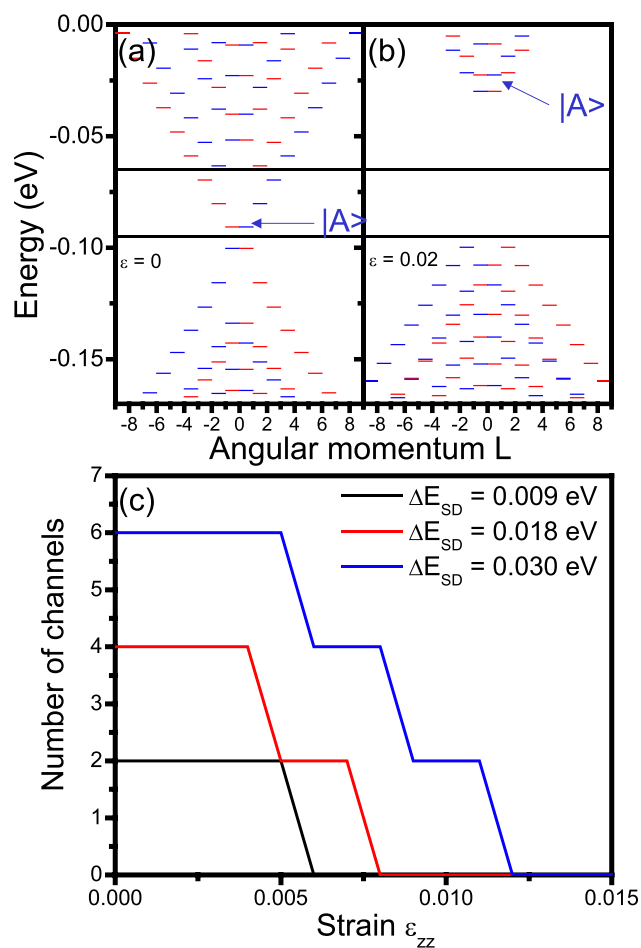 (a)
(b)
0.00
-0.05
-0.10
-0.15
Energy (eV)
|A>
|A>
ε = 0
ε = 0.02
-8 -6 -4 -2 0 2 4 6 8
-8 -6 -4 -2 0 2 4 6 8
Angular momentum L
(c)
7
6
5
4
3
2
1
0
Number of channels
ΔE_SD = 0.009 eV
ΔE_SD = 0.018 eV
ΔE_SD = 0.030 eV
0.000 0.005 0.010 0.015
Strain ε_zz